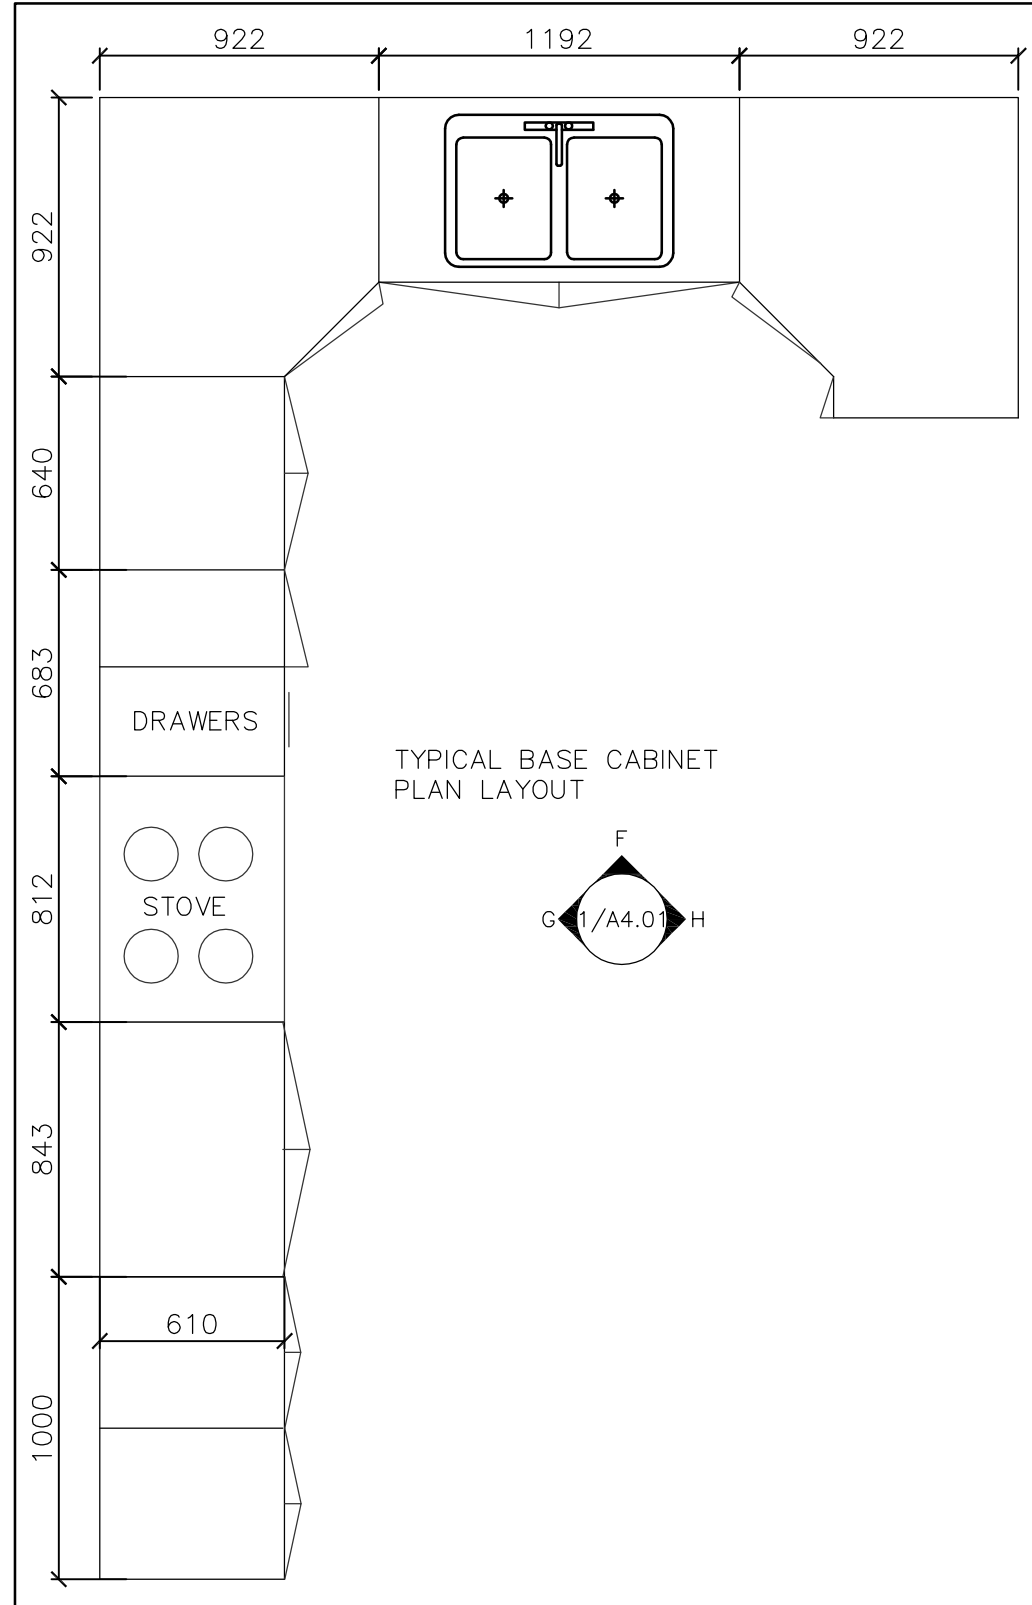 922
1192
922
922
640
683
DRAWERS
TYPICAL BASE CABINET
PLAN LAYOUT
F
812
STOVE
G
1/A4.01
H
843
610
1000